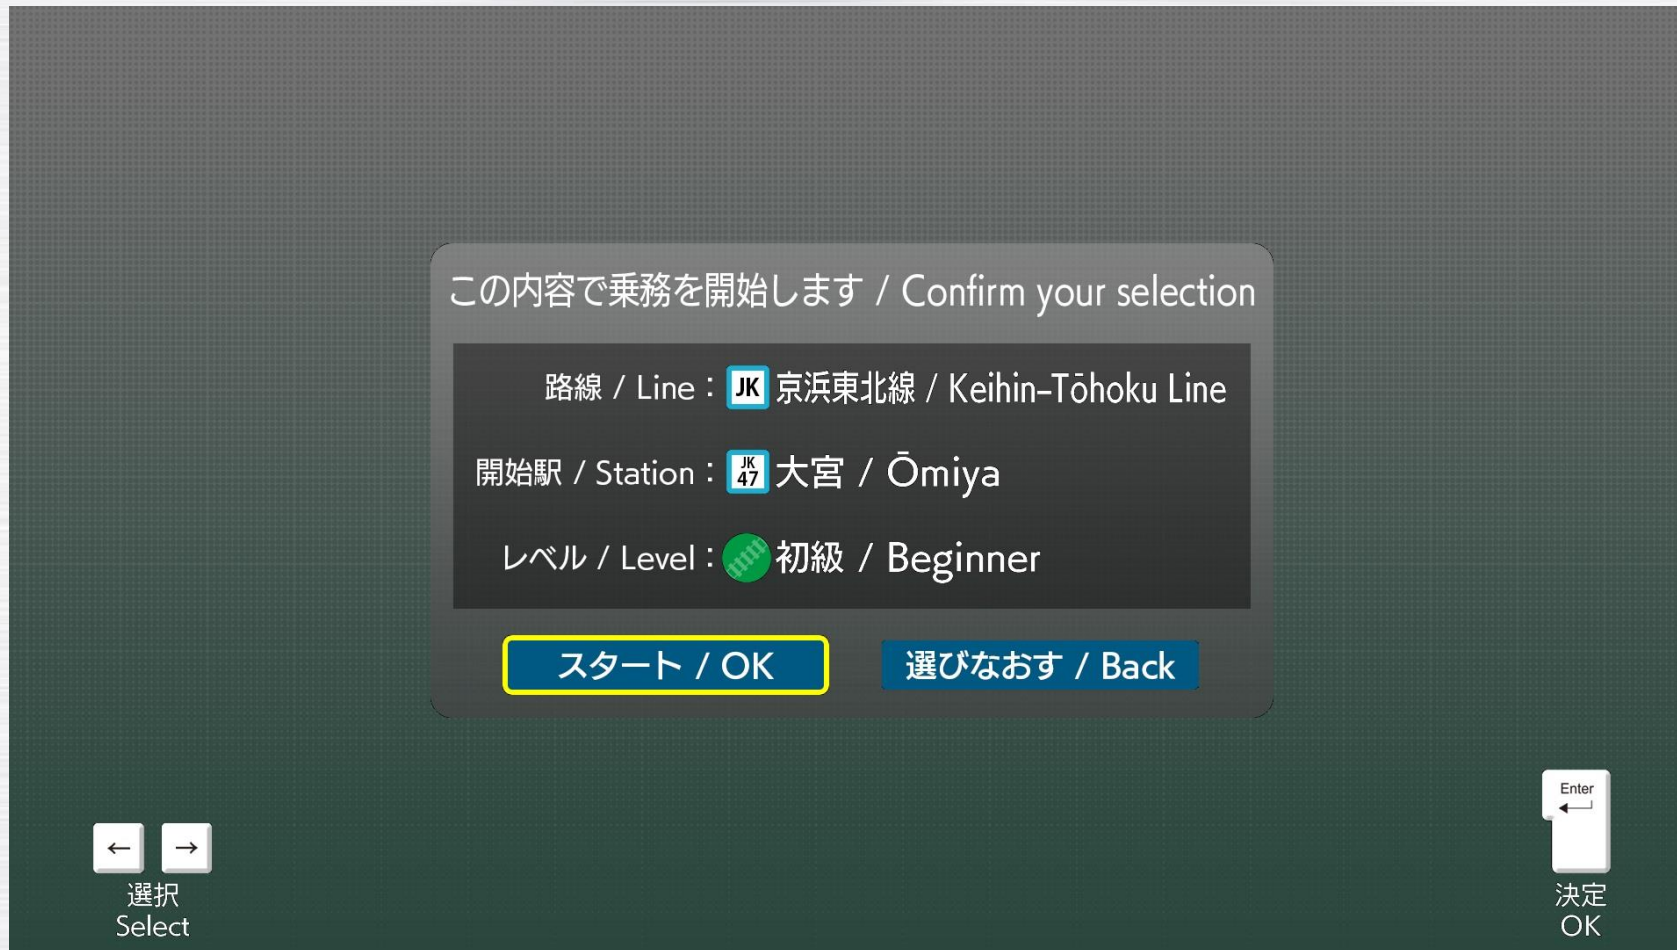 この内容で乗務を開始します / Confirm your selection
路線 / Line : JK 京浜東北線 / Keihin-Tōhoku Line
開始駅 / Station : JK 47 大宮 / Ōmiya
レベル / Level : 初級 / Beginner
スタート / OK
選びなおす / Back
← →
選択
Select
Enter
決定
OK